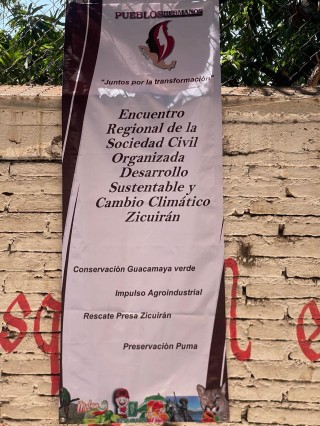 PUEBLOSHERMANOS
"Juntos por la transformación"
Encuentro
Regional de la
Sociedad Civil
Organizada
Desarrollo
Sustentable y
Cambio Climático
Zicuirán
Conservación Guacamaya verde
Impulso Agroindustrial
Rescate Presa Zicuirán
Preservación Puma